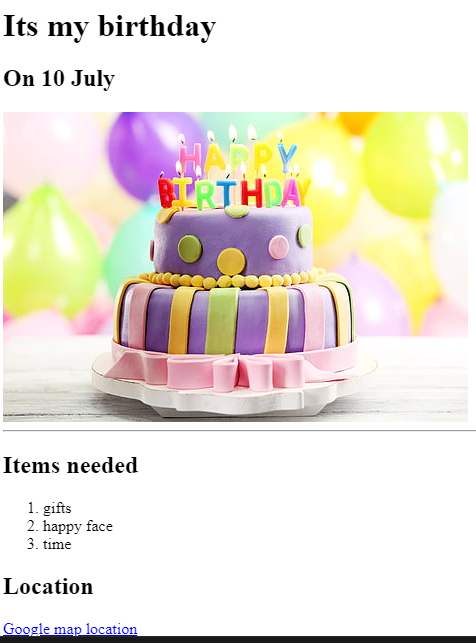 Its my birthday
On 10 July
HAPPY
BIRTHDAY
Items needed
1. gifts
2. happy face
3. time
Location
Google map location